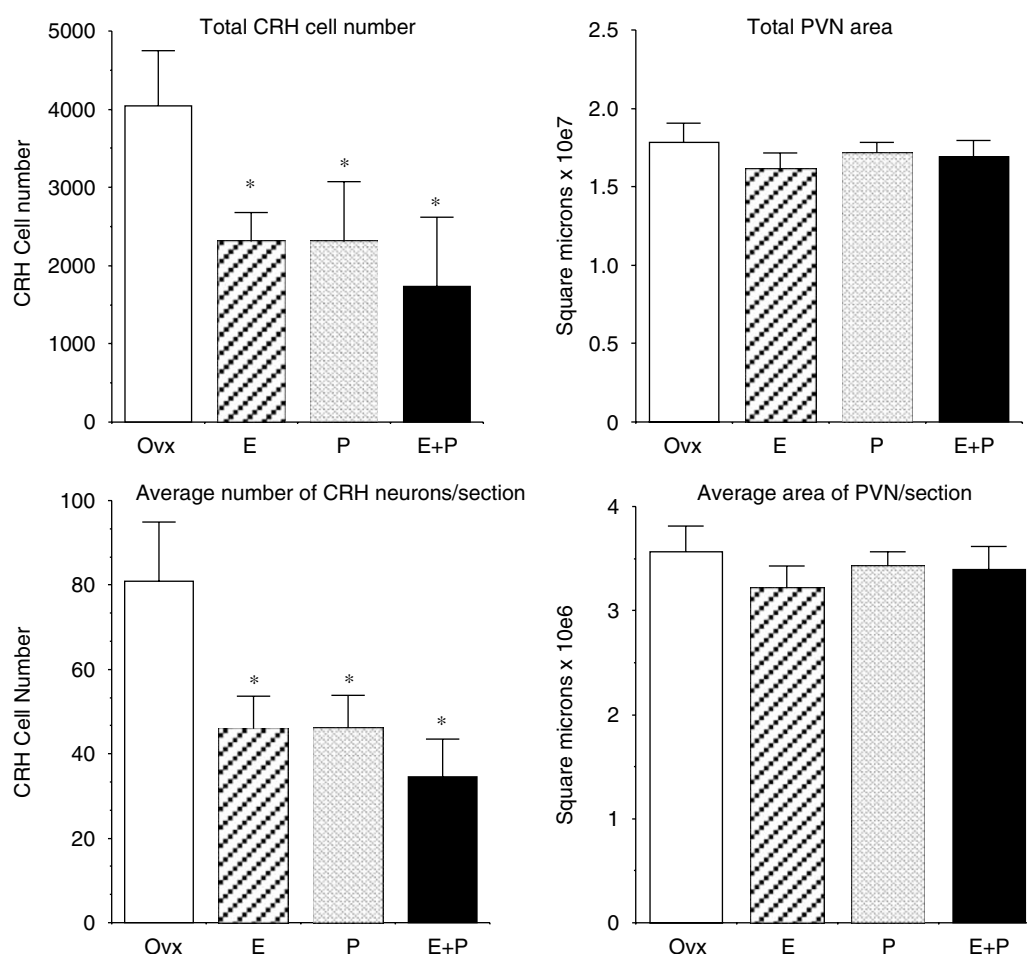 Total CRH cell number
CRH Cell number
5000
4000
3000
2000
1000
0
*
*
*
Ovx E P E+P
Total PVN area
Square microns x 10e7
2.5
2.0
1.5
1.0
0.5
0
Ovx E P E+P
Average number of CRH neurons/section
CRH Cell Number
100
80
60
40
20
0
*
*
*
Ovx E P E+P
Average area of PVN/section
Square microns x 10e6
4
3
2
1
0
Ovx E P E+P